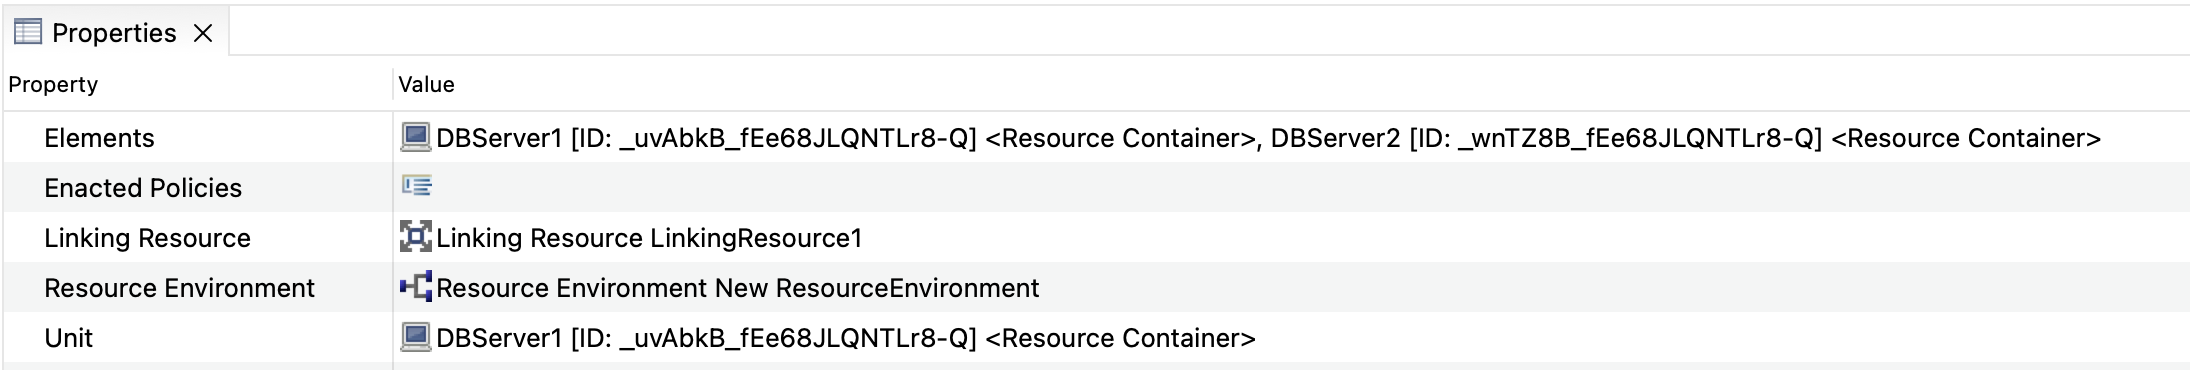 Properties
Property Value
Elements DBServer1 [ID: _uvAbkB_fEe68JLQNTLr8-Q] <Resource Container>, DBServer2 [ID: _wnTZ8B_fEe68JLQNTLr8-Q] <Resource Container>
Enacted Policies
Linking Resource Linking Resource LinkingResource1
Resource Environment Resource Environment New ResourceEnvironment
Unit DBServer1 [ID: _uvAbkB_fEe68JLQNTLr8-Q] <Resource Container>